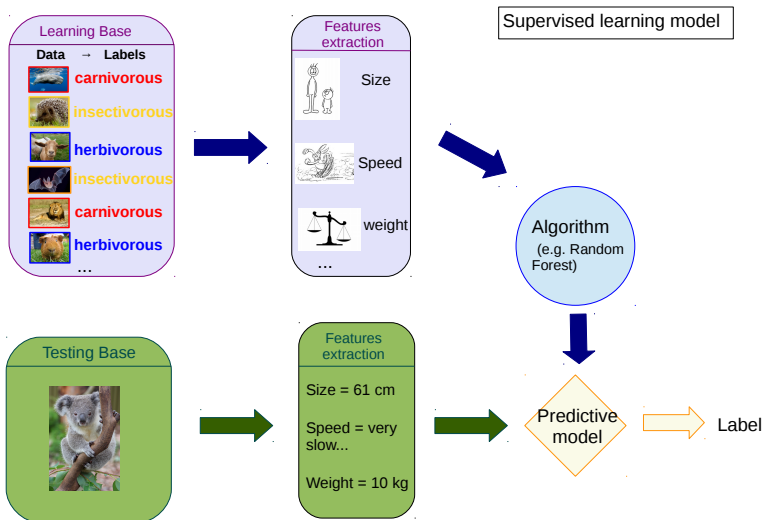 Supervised learning model
Learning Base
Data → Labels
carnivorous
insectivorous
herbivorous
insectivorous
carnivorous
herbivorous
...
Features
extraction
Size
Speed
weight
...
Algorithm
(e.g. Random
Forest)
Testing Base
Features
extraction
Size = 61 cm
Speed = very
slow...
Weight = 10 kg
Predictive
model
Label